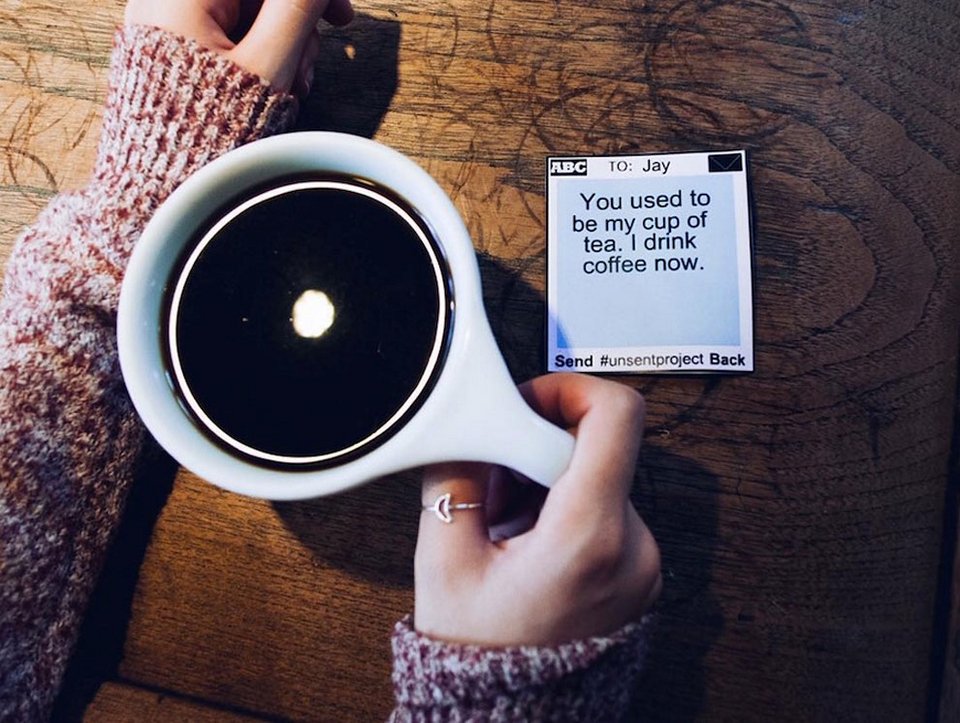 ABC TO: Jay
You used to
be my cup of
tea. I drink
coffee now.
Send #unsentproject Back